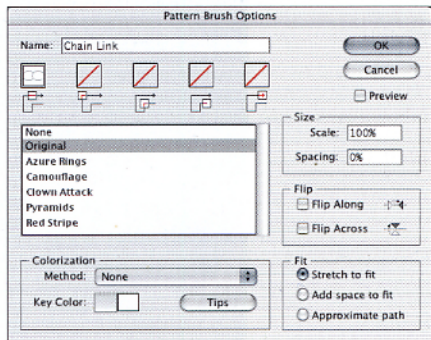 Pattern Brush Options
Name: Chain Link
OK
Cancel
Preview
None
Original
Azure Rings
Camouflage
Clown Attack
Pyramids
Red Stripe
Size
Scale: 100%
Spacing: 0%
Flip
Flip Along
Flip Across
Colorization
Method: None
Key Color:
Tips
Fit
Stretch to fit
Add space to fit
Approximate path